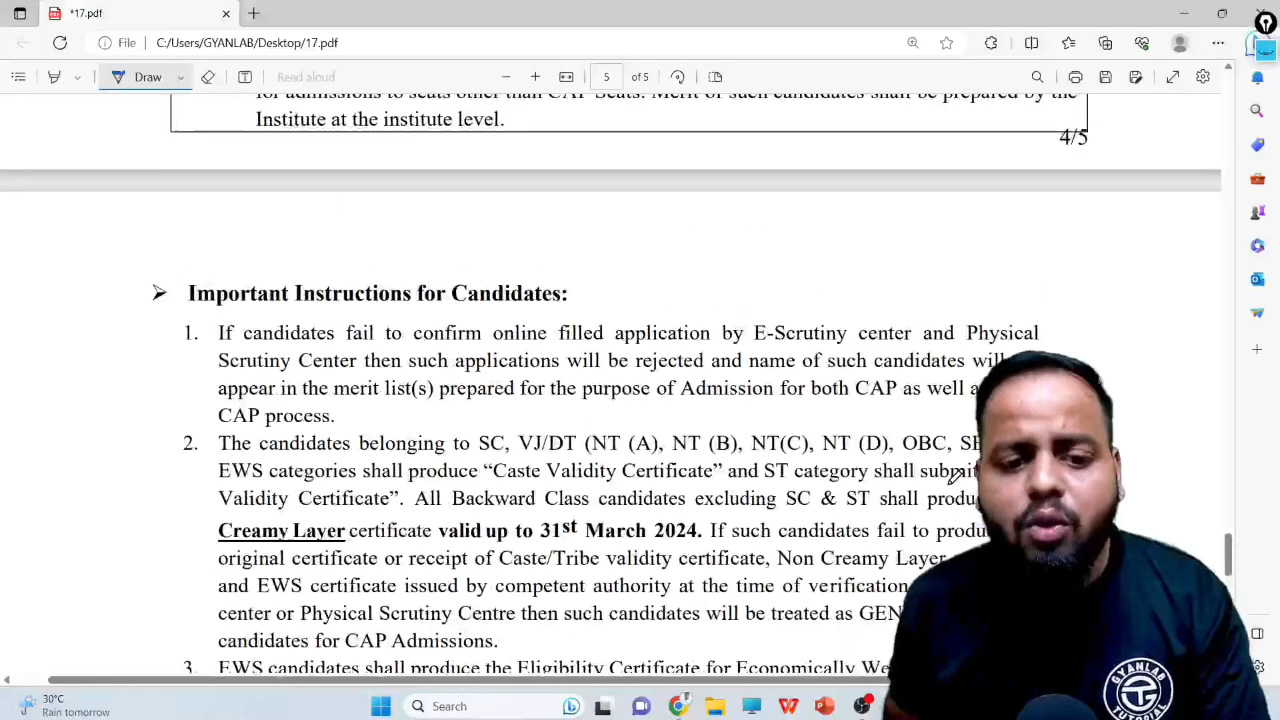 *17.pdf
File
C:/Users/GYANLAB/Desktop/17.pdf
Draw
Read aloud
5
of 5
for admissions to seats other than CAP Seats. Merit of such candidates shall be prepared by the
Institute at the institute level.
4/5
Important Instructions for Candidates:
1. If candidates fail to confirm online filled application by E-Scrutiny center and Physical
Scrutiny Center then such applications will be rejected and name of such candidates will
appear in the merit list(s) prepared for the purpose of Admission for both CAP as well
CAP process.
2. The candidates belonging to SC, VJ/DT (NT (A), NT (B), NT(C), NT (D), OBC,
EWS categories shall produce “Caste Validity Certificate” and ST category shall submit
Validity Certificate”. All Backward Class candidates excluding SC & ST shall
Creamy Layer certificate valid up to 31st March 2024. If such candidates fail to
original certificate or receipt of Caste/Tribe validity certificate, Non Creamy Layer
and EWS certificate issued by competent authority at the time of verification
center or Physical Scrutiny Centre then such candidates will be treated as
candidates for CAP Admissions.
3. EWS candidates shall produce the Eligibility Certificate for Economically
GYANLAB
TUTORIAL
30°C
Rain tomorrow
Search